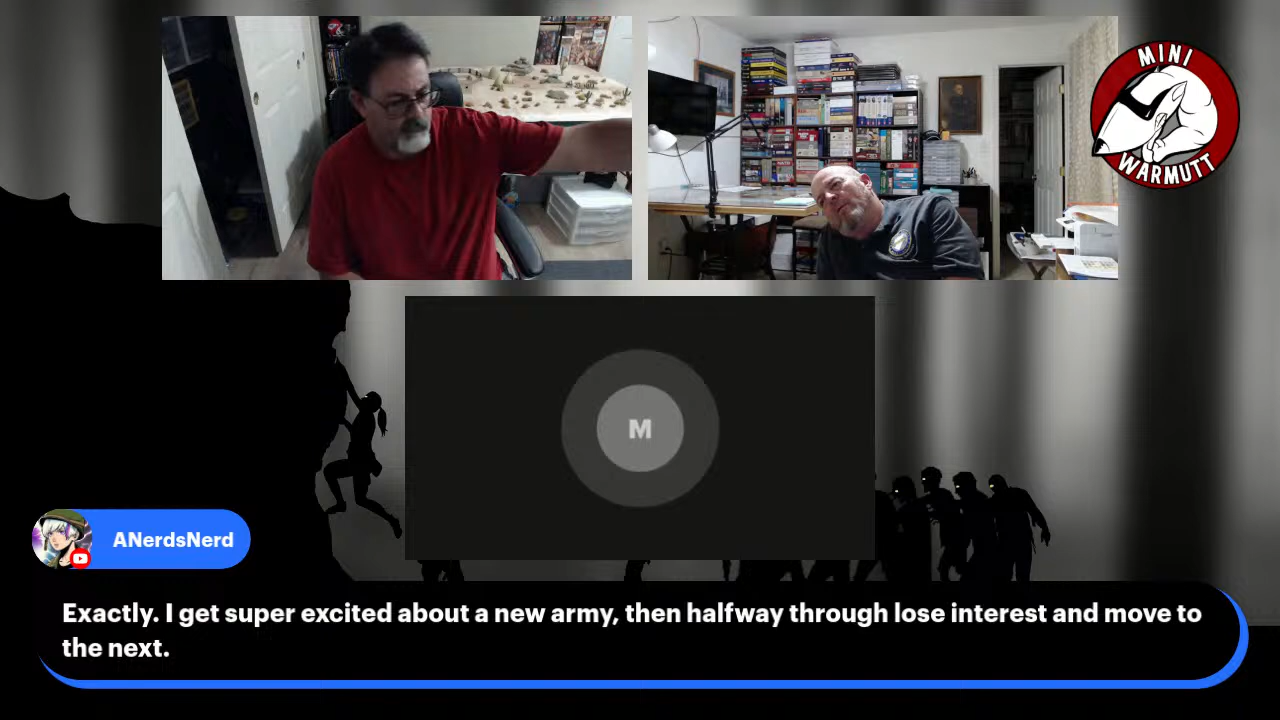 MINI
WARMUTT
M
ANerdsNerd
Exactly. I get super excited about a new army, then halfway through lose interest and move to
the next.